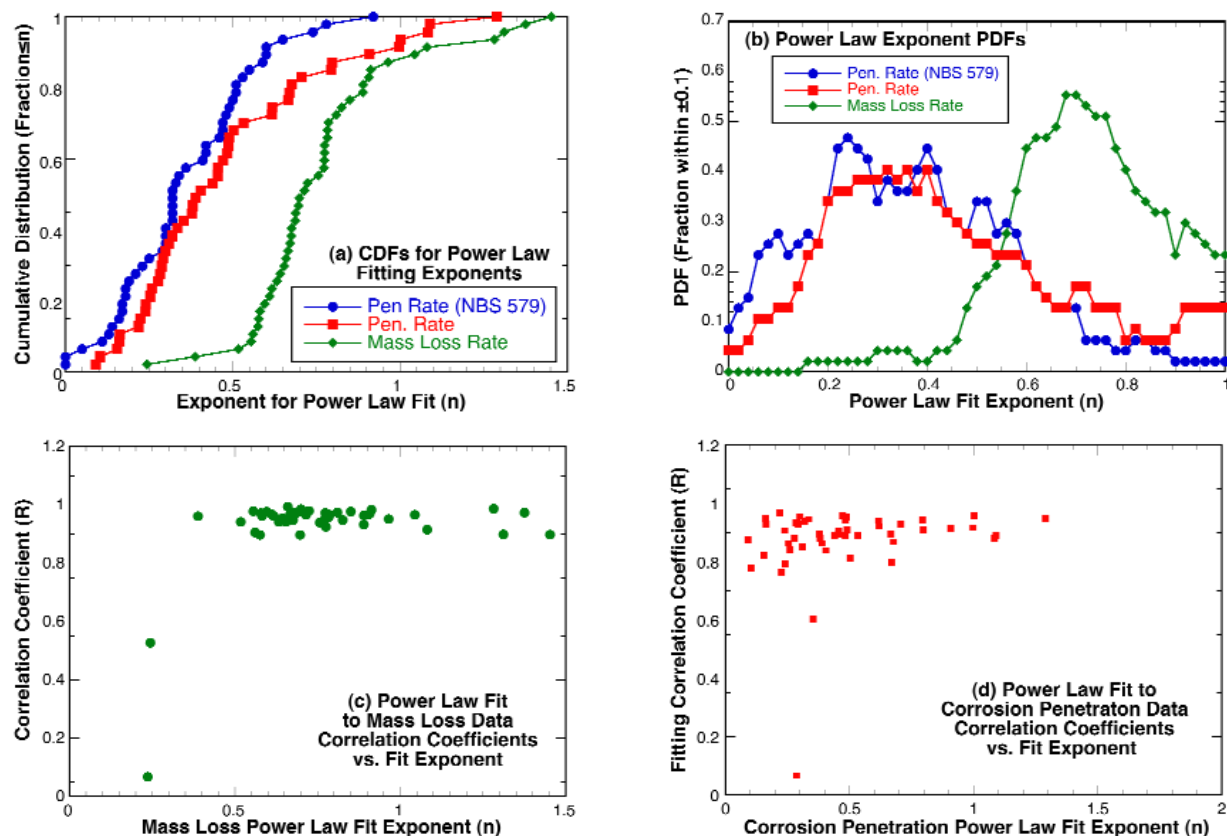 Cumulative Distribution (Fraction≤n)
1
0.8
0.6
0.4
0.2
0
(a) CDFs for Power Law
Fitting Exponents
Pen Rate (NBS 579)
Pen. Rate
Mass Loss Rate
0
0.5
1
1.5
Exponent for Power Law Fit (n)
PDF (Fraction within ±0.1)
0.7
0.6
0.5
0.4
0.3
0.2
0.1
0
(b) Power Law Exponent PDFs
Pen. Rate (NBS 579)
Pen. Rate
Mass Loss Rate
0
0.2
0.4
0.6
0.8
1
Power Law Fit Exponent (n)
Correlation Coefficient (R)
1.2
1
0.8
0.6
0.4
0.2
0
(c) Power Law Fit
to Mass Loss Data
Correlation Coefficients
vs. Fit Exponent
0
0.5
1
1.5
Mass Loss Power Law Fit Exponent (n)
Fitting Correlation Coefficient (R)
1.2
1
0.8
0.6
0.4
0.2
0
(d) Power Law Fit to
Corrosion Penetraton Data
Correlation Coefficients
vs. Fit Exponent
0
0.5
1
1.5
2
Corrosion Penetration Power Law Fit Exponent (n)